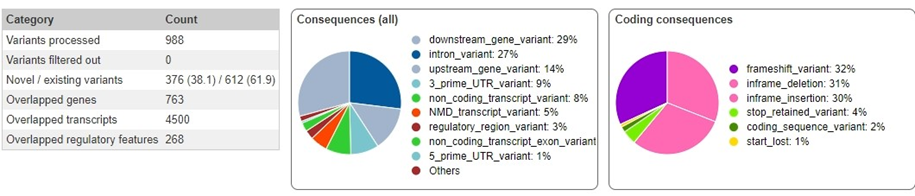 Category Count
Variants processed 988
Variants filtered out 0
Novel / existing variants 376 (38.1) / 612 (61.9)
Overlapped genes 763
Overlapped transcripts 4500
Overlapped regulatory features 268
Consequences (all)
downstream_gene_variant: 29%
intron_variant: 27%
upstream_gene_variant: 14%
3_prime_UTR_variant: 9%
non_coding_transcript_variant: 8%
NMD_transcript_variant: 5%
regulatory_region_variant: 3%
non_coding_transcript_exon_variant
5_prime_UTR_variant: 1%
Others
Coding consequences
frameshift_variant: 32%
inframe_deletion: 31%
inframe_insertion: 30%
stop_retained_variant: 4%
coding_sequence_variant: 2%
start_lost: 1%